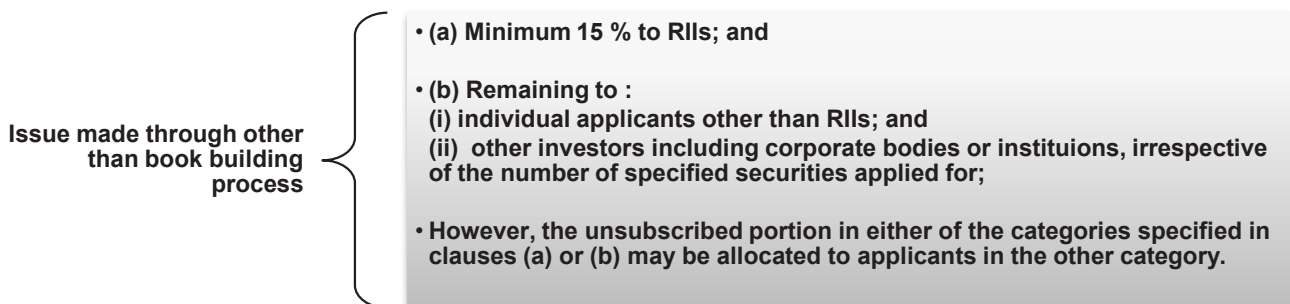 Issue made through other
than book building
process
• (a) Minimum 15 % to RIIs; and
• (b) Remaining to :
(i) individual applicants other than RIIs; and
(ii) other investors including corporate bodies or instituions, irrespective
of the number of specified securities applied for;
• However, the unsubscribed portion in either of the categories specified in
clauses (a) or (b) may be allocated to applicants in the other category.